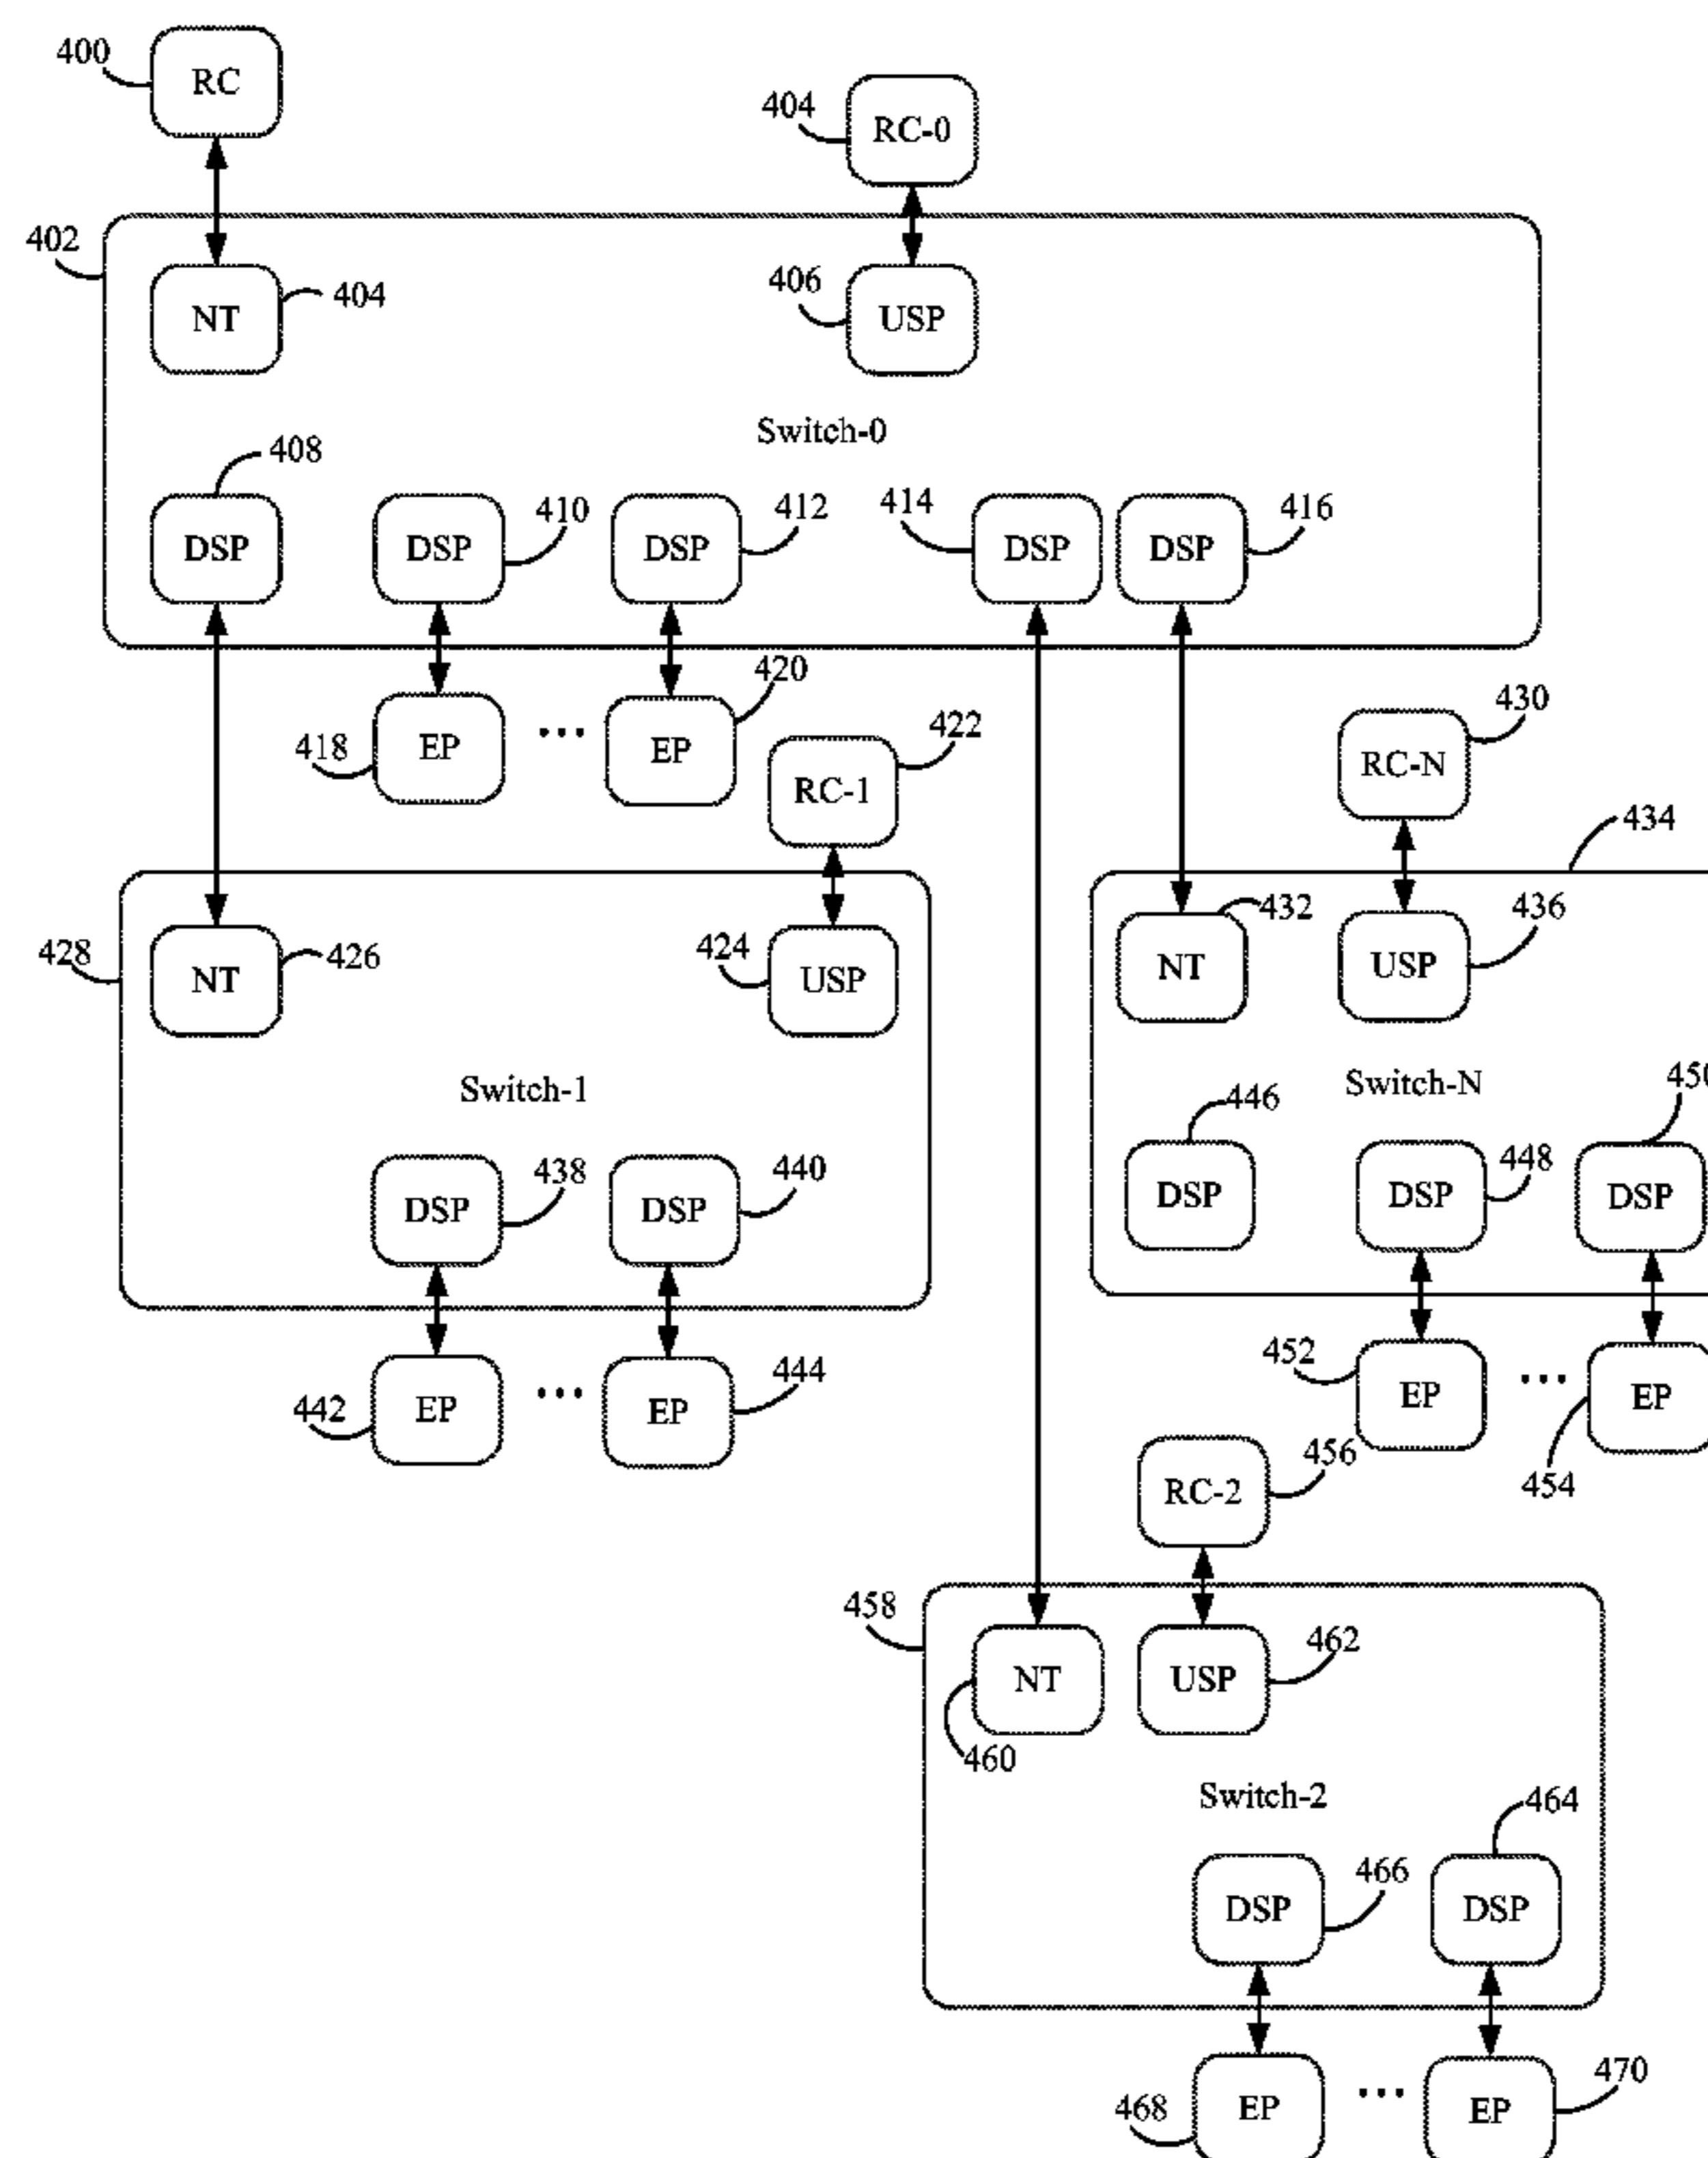 400
RC
404
RC-0
402
NT
404
406
USP
Switch-0
408
DSP
410
DSP
412
DSP
414
DSP
416
DSP
418
EP
...
420
EP
422
RC-1
430
RC-N
434
428
NT
426
424
USP
432
NT
436
USP
Switch-1
Switch-N
438
DSP
440
DSP
446
DSP
448
DSP
450
DSP
442
EP
...
444
EP
452
EP
...
454
EP
456
RC-2
458
NT
460
462
USP
Switch-2
464
DSP
466
DSP
468
EP
...
470
EP